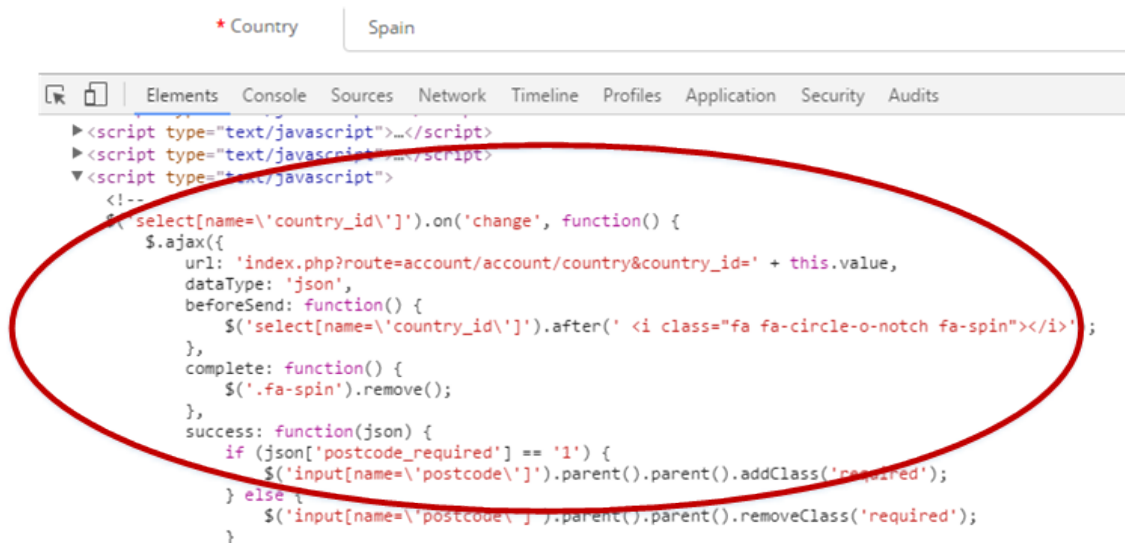 * Country Spain
Elements Console Sources Network Timeline Profiles Application Security Audits
▶<script type="text/javascript">…</script>
▶<script type="text/javascript">…</script>
▼<script type="text/javascript">
<!--
$('select[name=\'country_id\']').on('change', function() {
$.ajax({
url: 'index.php?route=account/account/country&country_id=' + this.value,
dataType: 'json',
beforeSend: function() {
$('select[name=\'country_id\']').after(' <i class="fa fa-circle-o-notch fa-spin"></i>');
},
complete: function() {
$('.fa-spin').remove();
},
success: function(json) {
if (json['postcode_required'] == '1') {
$('input[name=\'postcode\']').parent().parent().addClass('required');
} else {
$('input[name=\'postcode\']').parent().parent().removeClass('required');
}